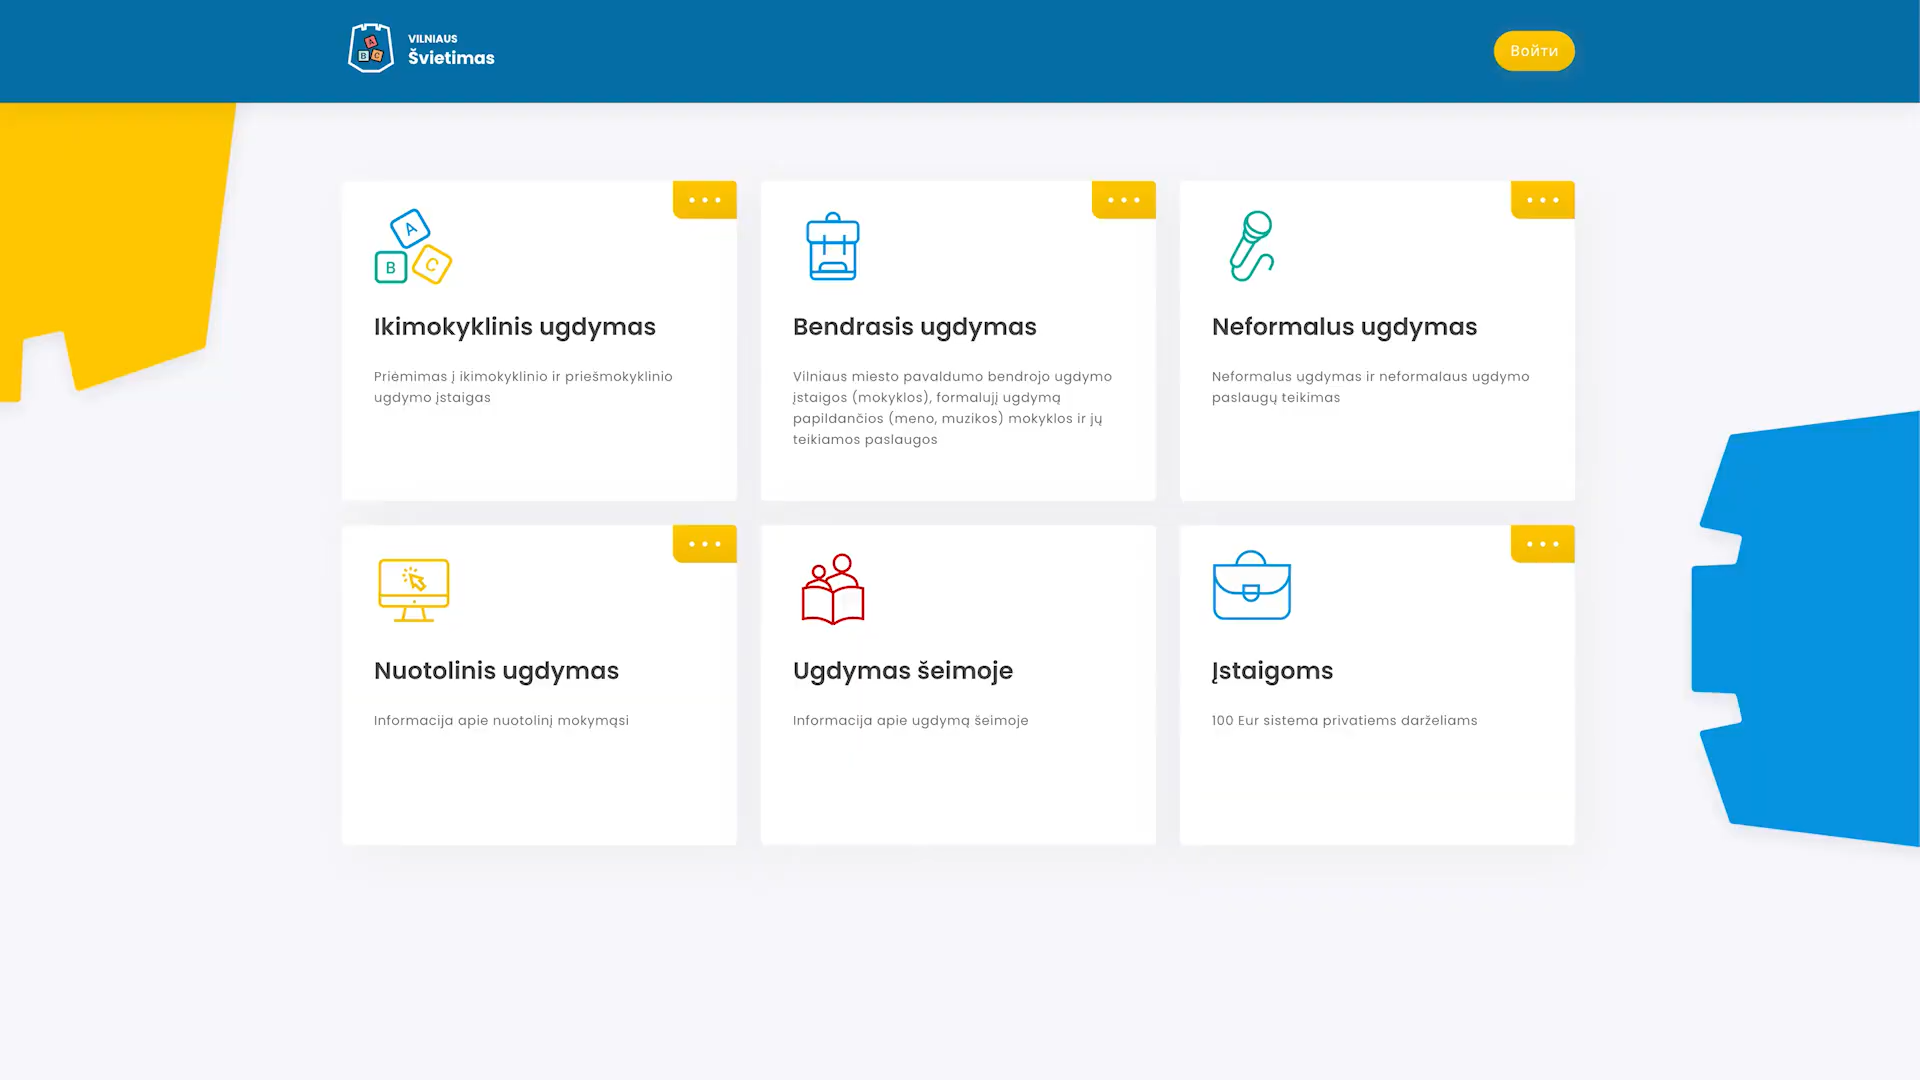 VILNIAUS
Švietimas
Войти
A
B
C
Ikimokyklinis ugdymas
Priėmimas į ikimokyklinio ir priešmokyklinio
ugdymo įstaigas
Bendrasis ugdymas
Vilniaus miesto pavaldumo bendrojo ugdymo
įstaigos (mokyklos), formalųjį ugdymą
papildančios (meno, muzikos) mokyklos ir jų
teikiamos paslaugos
Neformalus ugdymas
Neformalus ugdymas ir neformalaus ugdymo
paslaugų teikimas
Nuotolinis ugdymas
Informacija apie nuotolinį mokymąsi
Ugdymas šeimoje
Informacija apie ugdymą šeimoje
Įstaigoms
100 Eur sistema privatiems darželiams